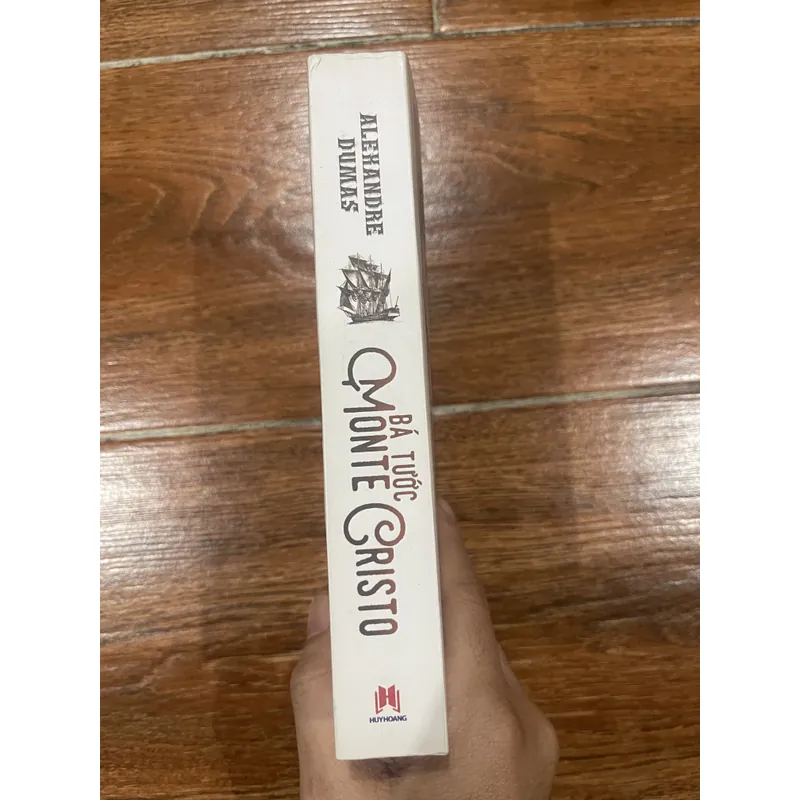 ALEXANDRE
DUMAS
BÁ TƯỚC
MONTE CRISTO
HUYHOANG